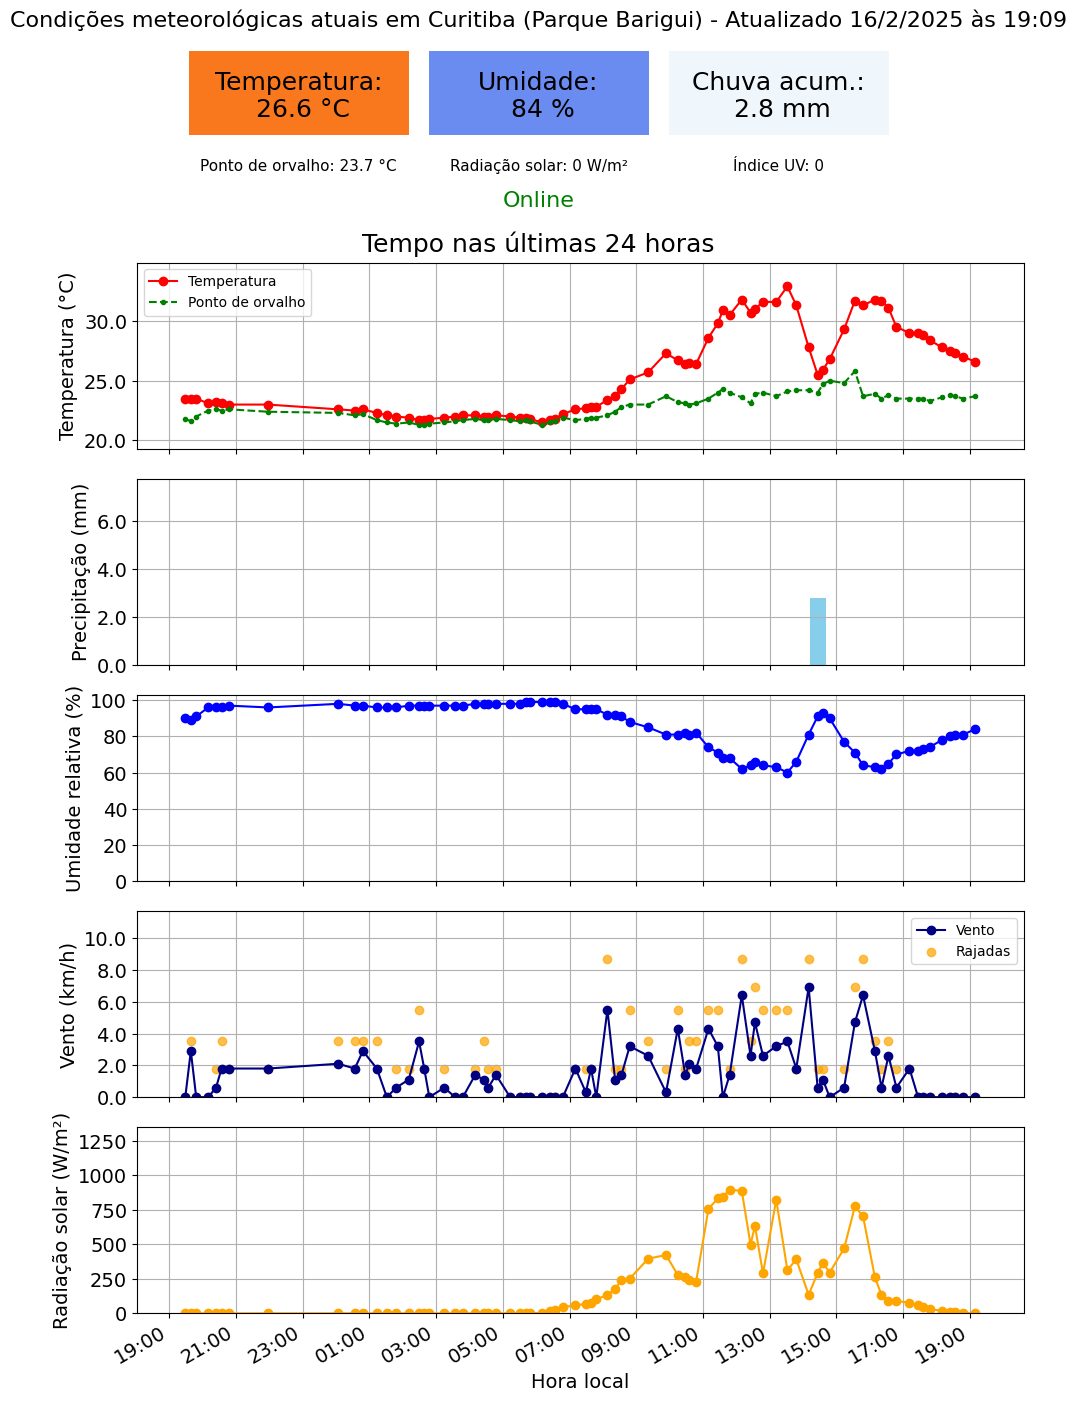 Condições meteorológicas atuais em Curitiba (Parque Barigui) - Atualizado 16/2/2025 às 19:09
Temperatura:
26.6 °C
Umidade:
84 %
Chuva acum.:
2.8 mm
Ponto de orvalho: 23.7 °C
Radiação solar: 0 W/m²
Índice UV: 0
Online
Tempo nas últimas 24 horas
Temperatura (°C)
30.0
25.0
20.0
Temperatura
Ponto de orvalho
Precipitação (mm)
6.0
4.0
2.0
0.0
Umidade relativa (%)
100
80
60
40
20
0
Vento (km/h)
10.0
8.0
6.0
4.0
2.0
0.0
Vento
Rajadas
Radiação solar (W/m²)
1250
1000
750
500
250
0
19:00
21:00
23:00
01:00
03:00
05:00
07:00
09:00
11:00
13:00
15:00
17:00
19:00
Hora local